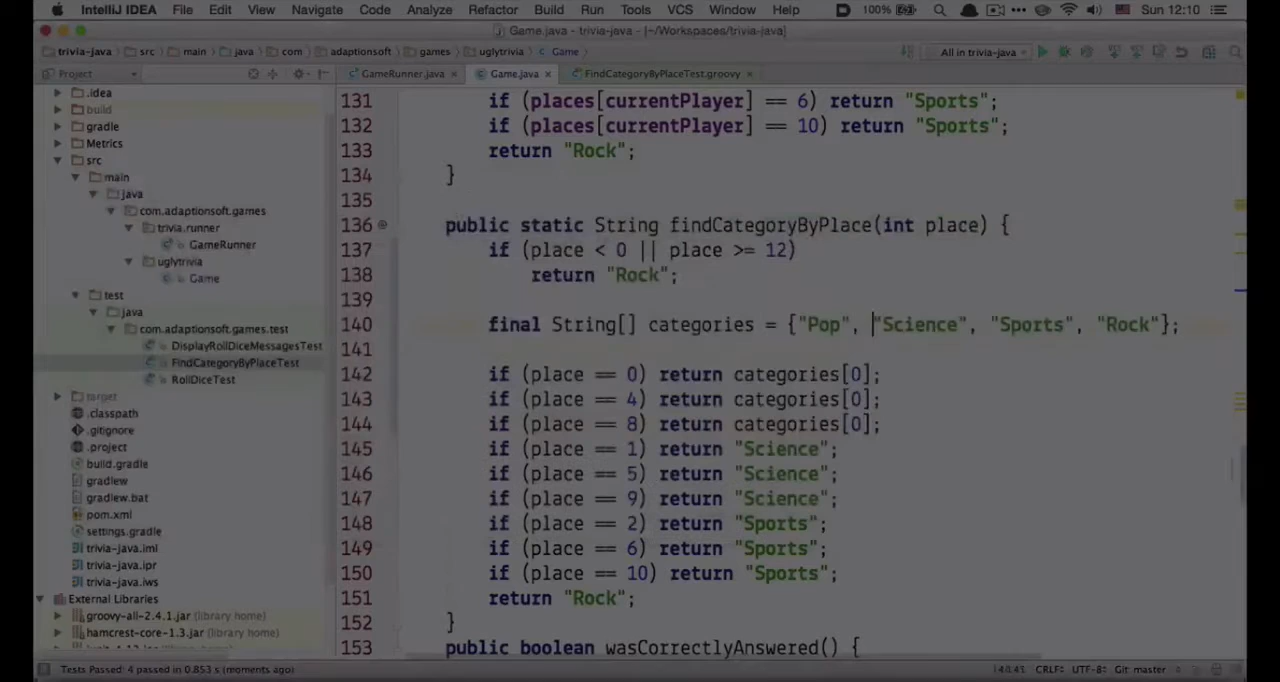 IntelliJ IDEA File Edit View Navigate Code Analyze Refactor Build Run Tools VCS Window Help 100% Sun 12:10
Game.java - trivia-java - [~/Workspaces/trivia-java]
trivia-java src main java com adaptionsoft games uglytrivia Game All in trivia-java
Project GameRunner.java Game.java FindCategoryByPlaceTest.groovy
.idea
build
gradle
Metrics
src
main
java
com.adaptionsoft.games
trivia.runner
GameRunner
uglytrivia
Game
test
java
com.adaptionsoft.games.test
DisplayRollDiceMessagesTest
FindCategoryByPlaceTest
RollDiceTest
target
.classpath
.gitignore
.project
build.gradle
gradlew
gradlew.bat
pom.xml
settings.gradle
trivia-java.iml
trivia-java.ipr
trivia-java.iws
External Libraries
groovy-all-2.4.1.jar (library home)
hamcrest-core-1.3.jar (library home)
131 if (places[currentPlayer] == 6) return "Sports";
132 if (places[currentPlayer] == 10) return "Sports";
133 return "Rock";
134 }
135
136 public static String findCategoryByPlace(int place) {
137 if (place < 0 || place >= 12)
138 return "Rock";
139
140 final String[] categories = {"Pop", "Science", "Sports", "Rock"};
141
142 if (place == 0) return categories[0];
143 if (place == 4) return categories[0];
144 if (place == 8) return categories[0];
145 if (place == 1) return "Science";
146 if (place == 5) return "Science";
147 if (place == 9) return "Science";
148 if (place == 2) return "Sports";
149 if (place == 6) return "Sports";
150 if (place == 10) return "Sports";
151 return "Rock";
152 }
153 public boolean wasCorrectlyAnswered() {
Tests Passed: 4 passed in 0.853 s (moments ago) 140:41 CRLF÷ UTF-8÷ Git: master